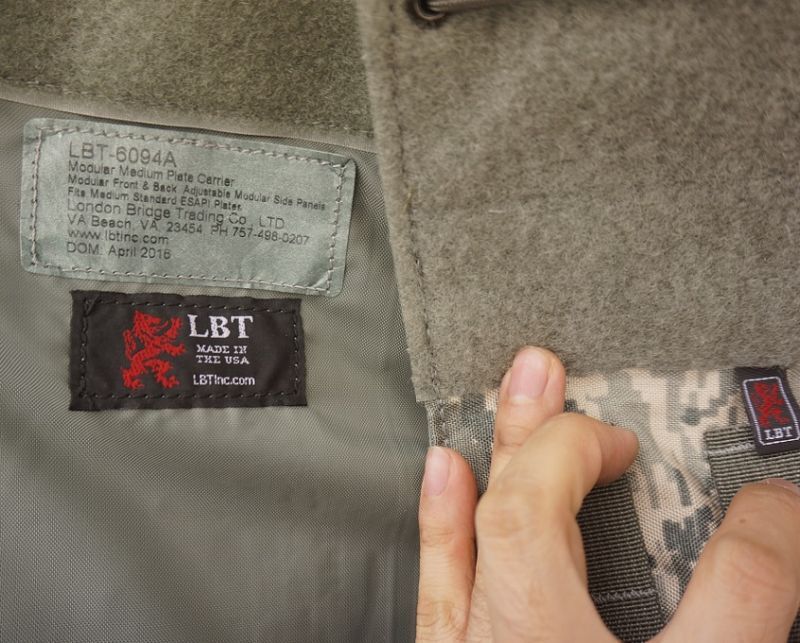 LBT-6094A
Modular Medium Plate Carrier
Modular Front & Back Adjustable Modular Side Panels
Fits Medium Standard ESAPI Plates
London Bridge Trading Co., LTD
VA Beach, VA. 23454 PH 757-498-0207
www.lbtinc.com
DOM: April 2016
LBT
MADE IN
THE USA
LBTInc.com
LBT